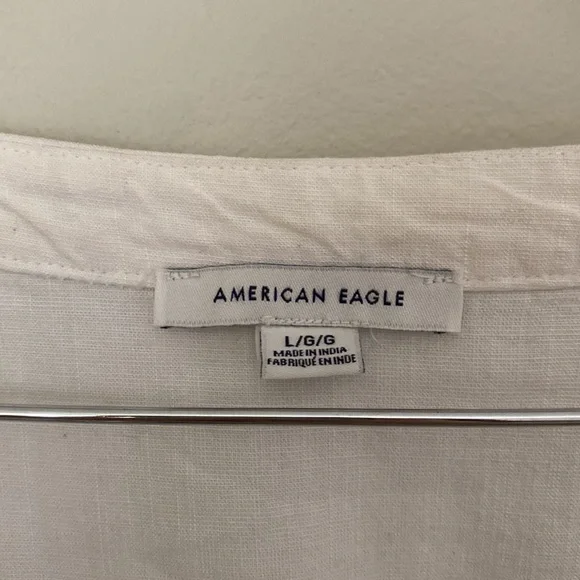 AMERICAN EAGLE
L/G/G
MADE IN INDIA
FABRIQUÉ EN INDE